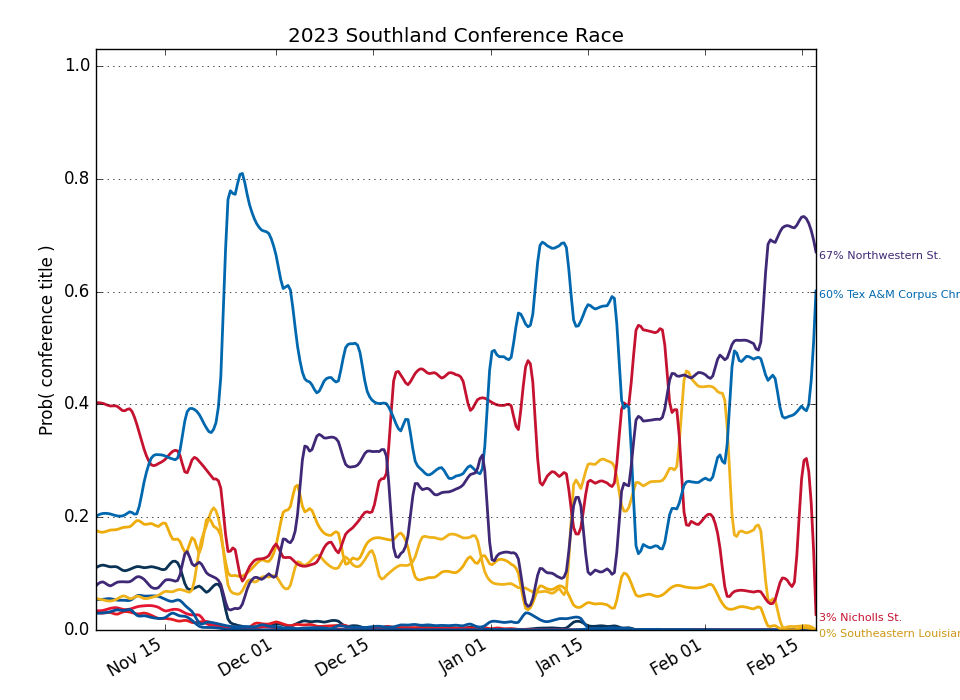 2023 Southland Conference Race
Prob( conference title )
1.0
0.8
0.6
0.4
0.2
0.0
Nov 15
Dec 01
Dec 15
Jan 01
Jan 15
Feb 01
Feb 15
67% Northwestern St.
60% Tex A&M Corpus Chr
3% Nicholls St.
0% Southeastern Louisian